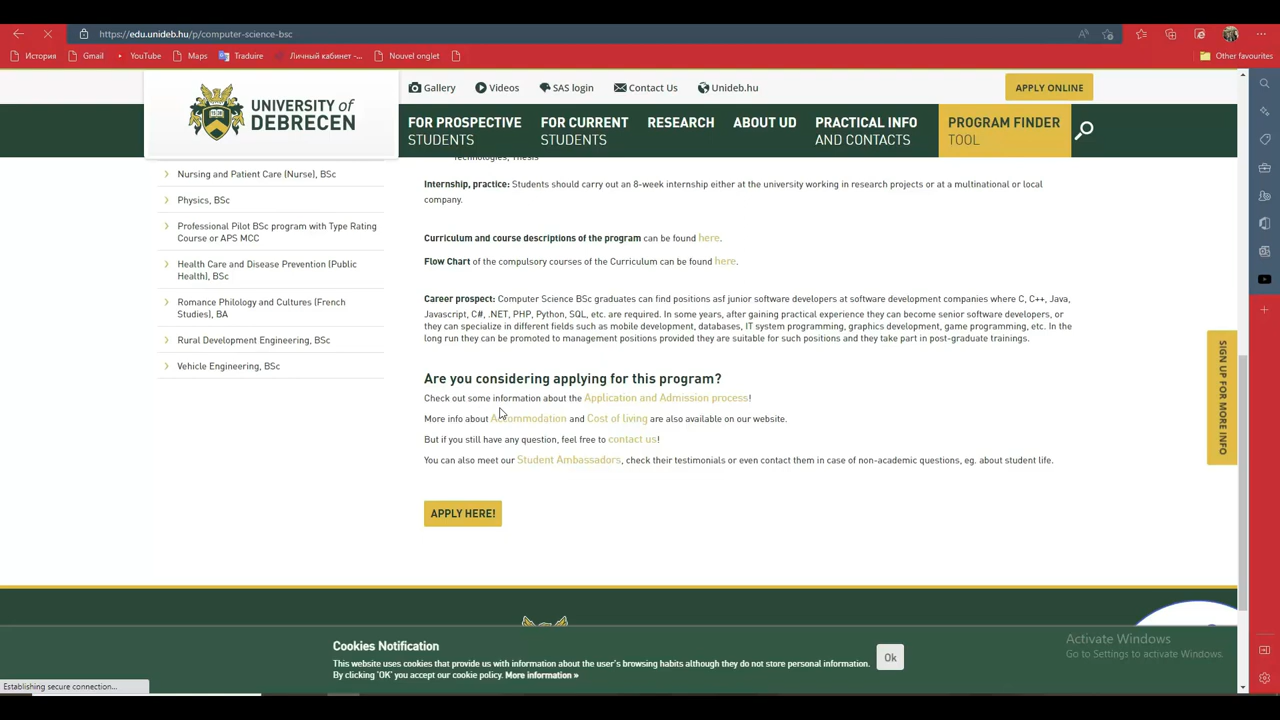 https://edu.unideb.hu/p/computer-science-bsc
История
Gmail
YouTube
Maps
Traduire
Личный кабинет -...
Nouvel onglet
Other favourites
UNIVERSITY of
DEBRECEN
Gallery
Videos
SAS login
Contact Us
Unideb.hu
APPLY ONLINE
FOR PROSPECTIVE
STUDENTS
FOR CURRENT
STUDENTS
RESEARCH
ABOUT UD
PRACTICAL INFO
AND CONTACTS
PROGRAM FINDER
TOOL
Nursing and Patient Care (Nurse), BSc
Physics, BSc
Professional Pilot BSc program with Type Rating
Course or APS MCC
Health Care and Disease Prevention (Public
Health), BSc
Romance Philology and Cultures (French
Studies), BA
Rural Development Engineering, BSc
Vehicle Engineering, BSc
Technologies, Thesis
Internship, practice: Students should carry out an 8-week internship either at the university working in research projects or at a multinational or local
company.
Curriculum and course descriptions of the program can be found here.
Flow Chart of the compulsory courses of the Curriculum can be found here.
Career prospect: Computer Science BSc graduates can find positions asf junior software developers at software development companies where C, C++, Java,
Javascript, C#, .NET, PHP, Python, SQL, etc. are required. In some years, after gaining practical experience they can become senior software developers, or
they can specialize in different fields such as mobile development, databases, IT system programming, graphics development, game programming, etc. In the
long run they can be promoted to management positions provided they are suitable for such positions and they take part in post-graduate trainings.
Are you considering applying for this program?
Check out some information about the Application and Admission process!
More info about Accommodation and Cost of living are also available on our website.
But if you still have any question, feel free to contact us!
You can also meet our Student Ambassadors, check their testimonials or even contact them in case of non-academic questions, eg. about student life.
APPLY HERE!
SIGN UP FOR MORE INFO
Cookies Notification
This website uses cookies that provide us with information about the user's browsing habits although they do not store personal information.
By clicking 'OK' you accept our cookie policy. More information »
Ok
Activate Windows
Go to Settings to activate Windows.
Establishing secure connection...